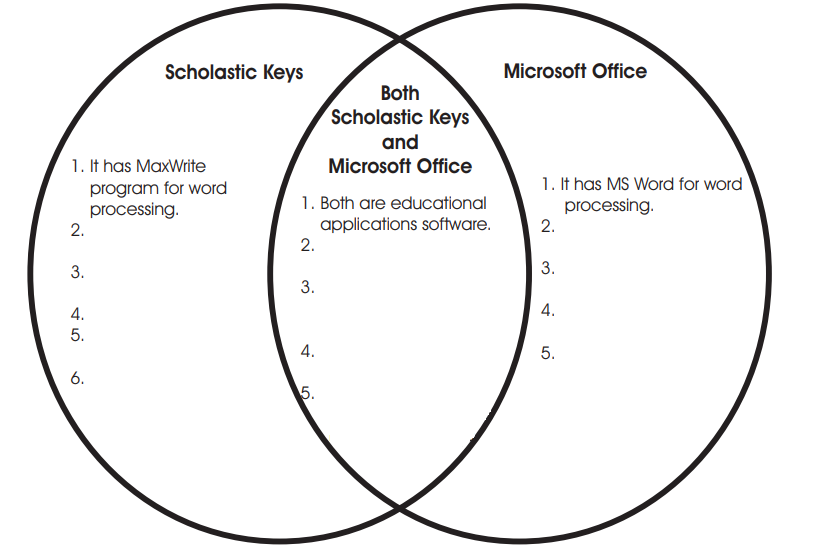 Scholastic Keys
1. It has MaxWrite
program for word
processing.
2.
3.
4.
5.
6.
Both
Scholastic Keys
and
Microsoft Office
1. Both are educational
applications software.
2.
3.
4.
5.
Microsoft Office
1. It has MS Word for word
processing.
2.
3.
4.
5.